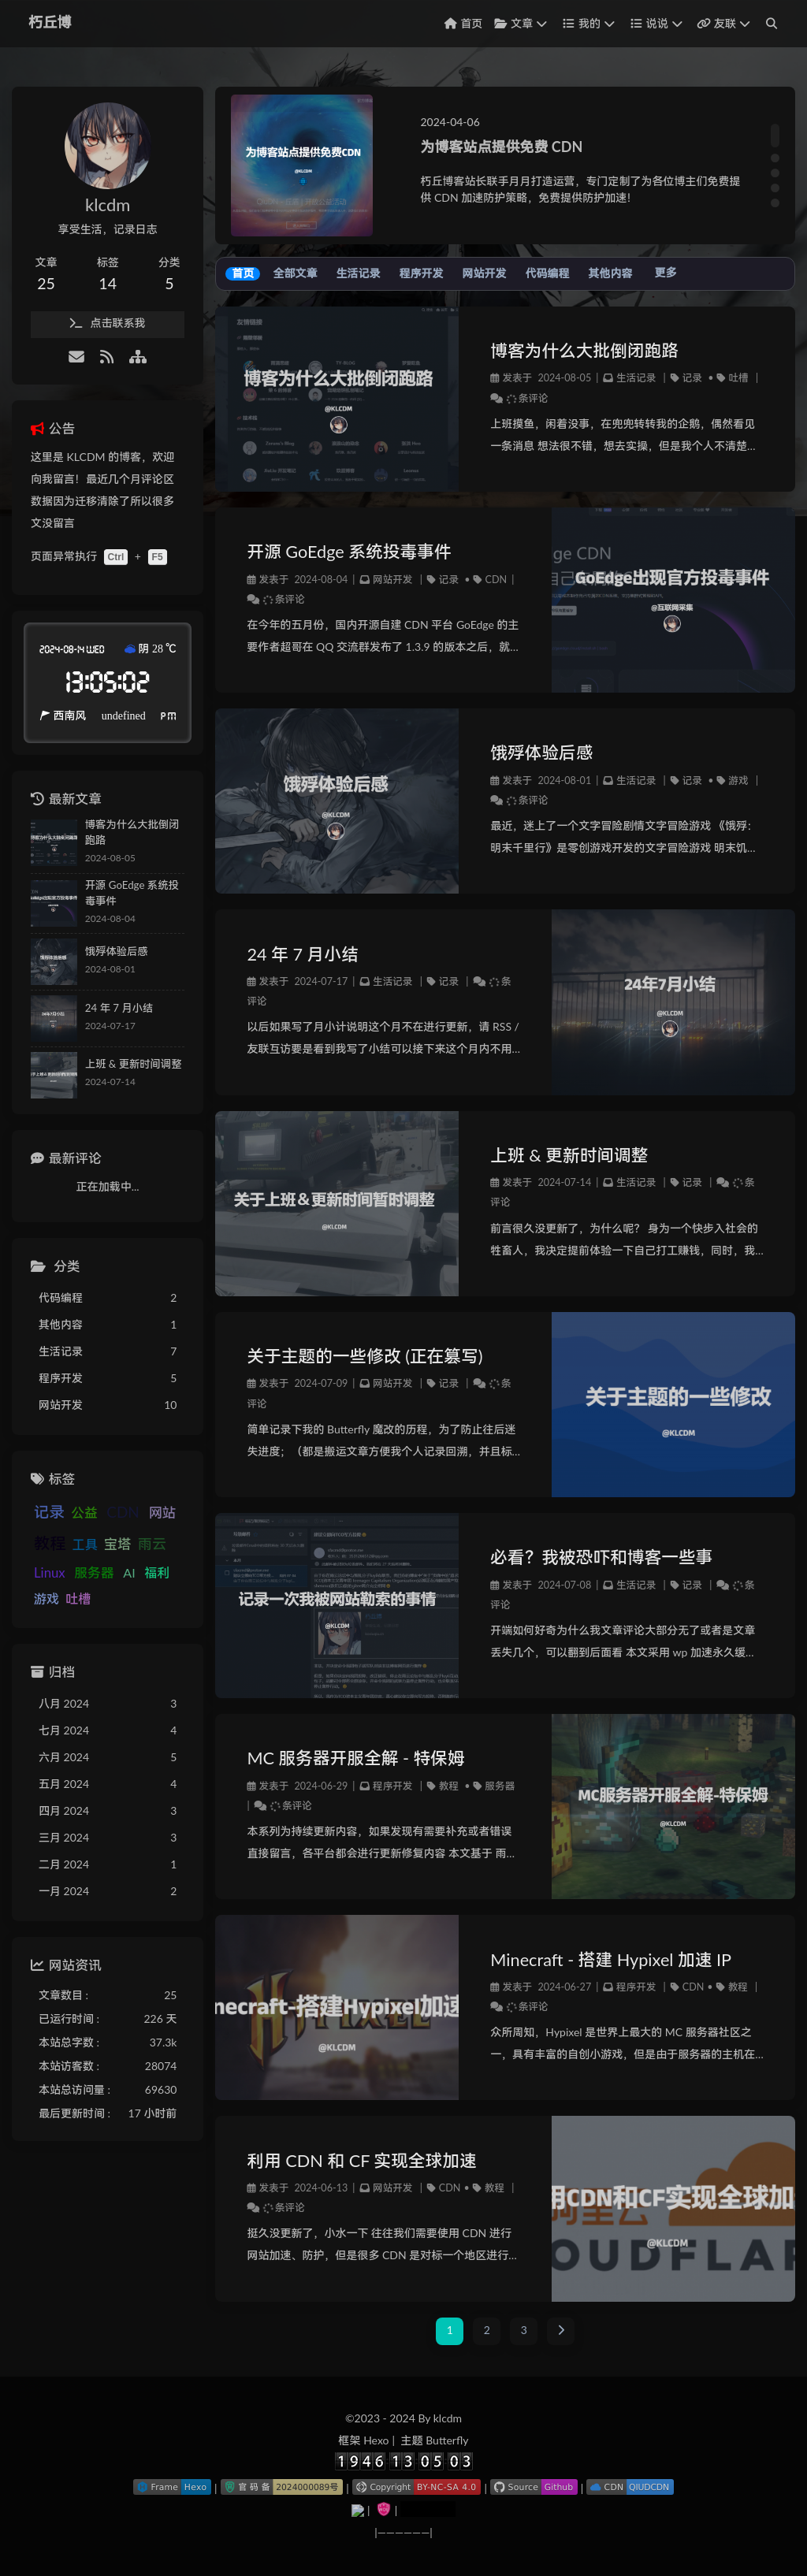 朽丘博
首页 文章 我的 说说 友联
klcdm
享受生活，记录日志
文章 标签 分类
25 14 5
点击联系我
公告
这里是 KLCDM 的博客，欢迎
向我留言！最近几个月评论区
数据因为迁移清除了所以很多
文没留言
页面异常执行 Ctrl + F5
2024-08-14 WED 阴 28 ℃
13:05:02
西南风 undefined PM
最新文章
博客为什么大批倒闭
跑路
2024-08-05
开源 GoEdge 系统投
毒事件
2024-08-04
饿殍体验后感
2024-08-01
24 年 7 月小结
2024-07-17
上班 & 更新时间调整
2024-07-14
最新评论
正在加载中...
分类
代码编程 2
其他内容 1
生活记录 7
程序开发 5
网站开发 10
标签
记录 公益 CDN 网站
教程 工具 宝塔 雨云
Linux 服务器 AI 福利
游戏 吐槽
归档
八月 2024 3
七月 2024 4
六月 2024 5
五月 2024 4
四月 2024 3
三月 2024 3
二月 2024 1
一月 2024 2
网站资讯
文章数目 : 25
已运行时间 : 226 天
本站总字数 : 37.3k
本站访客数 : 28074
本站总访问量 : 69630
最后更新时间 : 17 小时前
为博客站点提供免费CDN
@KLCDM
2024-04-06
为博客站点提供免费 CDN
朽丘博客站长联手月月打造运营，专门定制了为各位博主们免费提
供 CDN 加速防护策略，免费提供防护加速！
首页 全部文章 生活记录 程序开发 网站开发 代码编程 其他内容 更多
博客为什么大批倒闭跑路
@KLCDM
博客为什么大批倒闭跑路
发表于 2024-08-05 | 生活记录 | 记录 • 吐槽 |
条评论
上班摸鱼，闲着没事，在兜兜转转我的企鹅，偶然看见
一条消息 想法很不错，想去实操，但是我个人不清楚...
开源 GoEdge 系统投毒事件
发表于 2024-08-04 | 网站开发 | 记录 • CDN |
条评论
在今年的五月份，国内开源自建 CDN 平台 GoEdge 的主
要作者超哥在 QQ 交流群发布了 1.3.9 的版本之后，就...
GoEdge出现官方投毒事件
@互联网采集
饿殍体验后感
@KLCDM
饿殍体验后感
发表于 2024-08-01 | 生活记录 | 记录 • 游戏 |
条评论
最近，迷上了一个文字冒险剧情文字冒险游戏 《饿殍：
明末千里行》是零创游戏开发的文字冒险游戏 明末饥...
24 年 7 月小结
发表于 2024-07-17 | 生活记录 | 记录 | 条
评论
以后如果写了月小计说明这个月不在进行更新，请 RSS /
友联互访要是看到我写了小结可以接下来这个月内不用...
24年7月小结
@KLCDM
关于上班＆更新时间暂时调整
@KLCDM
上班 & 更新时间调整
发表于 2024-07-14 | 生活记录 | 记录 | 条
评论
前言很久没更新了，为什么呢？ 身为一个快步入社会的
牲畜人，我决定提前体验一下自己打工赚钱，同时，我...
关于主题的一些修改 (正在篡写)
发表于 2024-07-09 | 网站开发 | 记录 | 条
评论
简单记录下我的 Butterfly 魔改的历程，为了防止往后迷
失进度；（都是搬运文章方便我个人记录回溯，并且标...
关于主题的一些修改
@KLCDM
记录一次我被网站勒索的事情
@KLCDM
必看？我被恐吓和博客一些事
发表于 2024-07-08 | 生活记录 | 记录 | 条
评论
开端如何好奇为什么我文章评论大部分无了或者是文章
丢失几个，可以翻到后面看 本文采用 wp 加速永久缓...
MC 服务器开服全解 - 特保姆
发表于 2024-06-29 | 程序开发 | 教程 • 服务器
| 条评论
本系列为持续更新内容，如果发现有需要补充或者错误
直接留言，各平台都会进行更新修复内容 本文基于 雨...
MC服务器开服全解-特保姆
@KLCDM
necraft-搭建Hypixel加速
@KLCDM
Minecraft - 搭建 Hypixel 加速 IP
发表于 2024-06-27 | 程序开发 | CDN • 教程 |
条评论
众所周知，Hypixel 是世界上最大的 MC 服务器社区之
一，具有丰富的自创小游戏，但是由于服务器的主机在...
利用 CDN 和 CF 实现全球加速
发表于 2024-06-13 | 网站开发 | CDN • 教程 |
条评论
挺久没更新了，小水一下 往往我们需要使用 CDN 进行
网站加速、防护，但是很多 CDN 是对标一个地区进行...
用CDN和CF实现全球加
@KLCDM
1 2 3
©2023 - 2024 By klcdm
框架 Hexo | 主题 Butterfly
1946 13 05 03
Frame Hexo | 官 码 备 2024000089号 | Copyright BY-NC-SA 4.0 | Source Github | CDN QIUDCDN